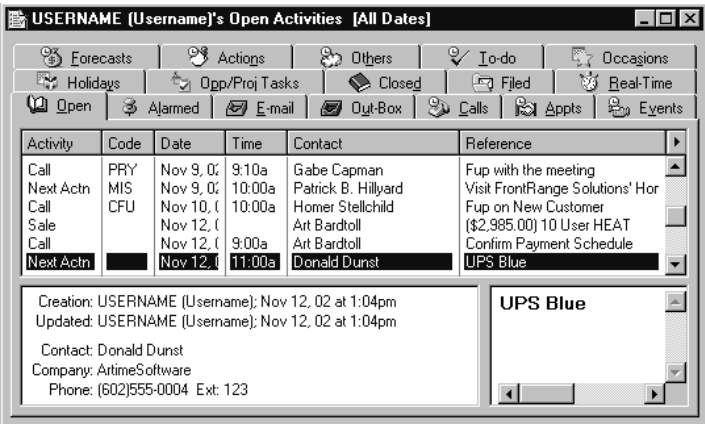 USERNAME (Username)'s Open Activities [All Dates]
Forecasts Actions Others To-do Occasions
Holidays Opp/Proj Tasks Closed Filed Real-Time
Open Alarmed E-mail Out-Box Calls Appts Events
Activity Code Date Time Contact Reference
Call PRY Nov 9, 02 9:10a Gabe Capman Fup with the meeting
Next Actn MIS Nov 9, 02 10:00a Patrick B. Hillyard Visit FrontRange Solutions' Hor
Call CFU Nov 10, ( 10:00a Homer Stellchild Fup on New Customer
Sale Nov 12, ( Art Bardtoll ($2,985.00) 10 User HEAT
Call Nov 12, ( 9:00a Art Bardtoll Confirm Payment Schedule
Next Actn Nov 12, ( 11:00a Donald Dunst UPS Blue
Creation: USERNAME (Username); Nov 12, 02 at 1:04pm
Updated: USERNAME (Username); Nov 12, 02 at 1:04pm
Contact: Donald Dunst
Company: ArtimeSoftware
Phone: (602)555-0004 Ext: 123
UPS Blue